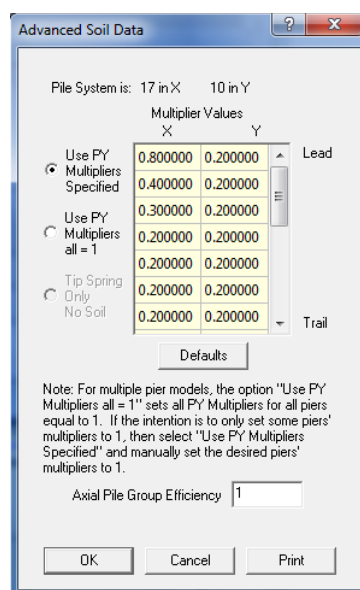 Advanced Soil Data
Pile System is: 17 in X 10 in Y
Multiplier Values
X Y
Use PY Multipliers Specified
Use PY Multipliers all = 1
Tip Spring Only No Soil
0.800000 0.200000
0.400000 0.200000
0.300000 0.200000
0.200000 0.200000
0.200000 0.200000
0.200000 0.200000
0.200000 0.200000
Lead
Trail
Defaults
Note: For multiple pier models, the option "Use PY
Multipliers all = 1" sets all PY Multipliers for all piers
equal to 1. If the intention is to only set some piers'
multipliers to 1, then select "Use PY Multipliers
Specified" and manually set the desired piers'
multipliers to 1.
Axial Pile Group Efficiency 1
OK Cancel Print